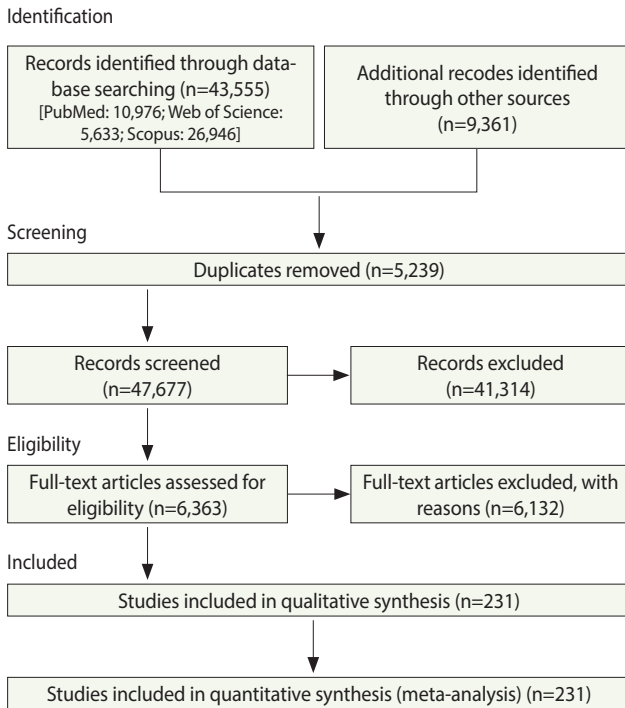 Identification
Records identified through data-
base searching (n=43,555)
[PubMed: 10,976; Web of Science:
5,633; Scopus: 26,946]
Additional recodes identified
through other sources
(n=9,361)
Screening
Duplicates removed (n=5,239)
Records screened
(n=47,677)
Records excluded
(n=41,314)
Eligibility
Full-text articles assessed for
eligibility (n=6,363)
Full-text articles excluded, with
reasons (n=6,132)
Included
Studies included in qualitative synthesis (n=231)
Studies included in quantitative synthesis (meta-analysis) (n=231)